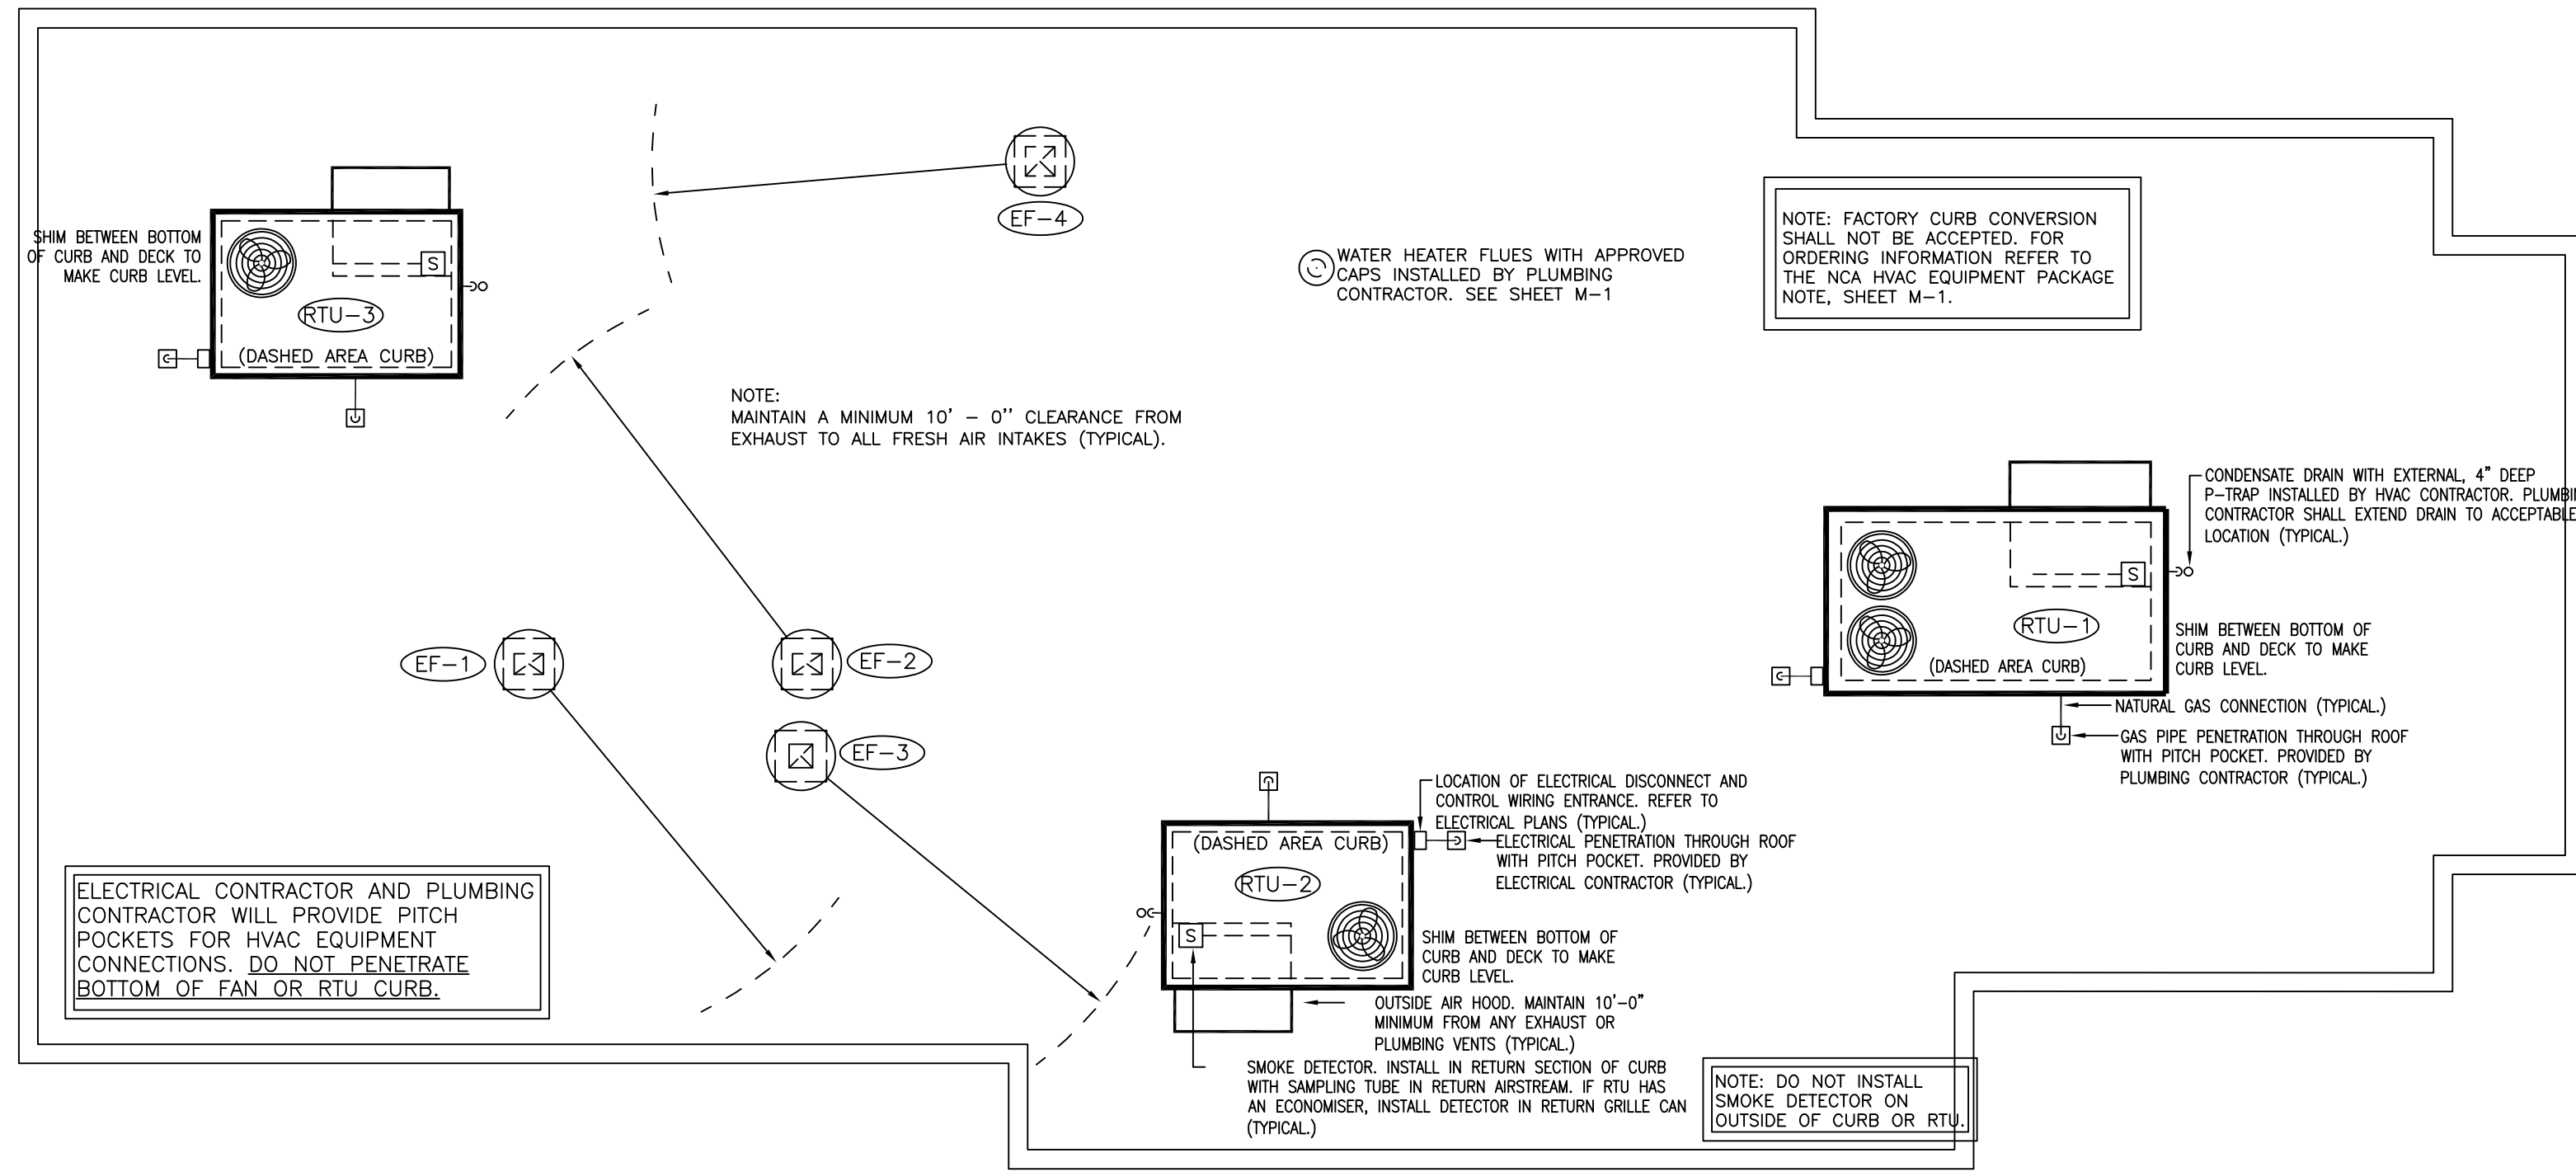 EF-4
SHIM BETWEEN BOTTOM
OF CURB AND DECK TO
MAKE CURB LEVEL.
S
RTU-3
(DASHED AREA CURB)
WATER HEATER FLUES WITH APPROVED
CAPS INSTALLED BY PLUMBING
CONTRACTOR. SEE SHEET M-1
NOTE: FACTORY CURB CONVERSION
SHALL NOT BE ACCEPTED. FOR
ORDERING INFORMATION REFER TO
THE NCA HVAC EQUIPMENT PACKAGE
NOTE, SHEET M-1.
NOTE:
MAINTAIN A MINIMUM 10' - 0'' CLEARANCE FROM
EXHAUST TO ALL FRESH AIR INTAKES (TYPICAL).
CONDENSATE DRAIN WITH EXTERNAL, 4" DEEP
P-TRAP INSTALLED BY HVAC CONTRACTOR.
CONTRACTOR SHALL EXTEND DRAIN TO ACCEPTABLE
LOCATION (TYPICAL.)
S
RTU-1
(DASHED AREA CURB)
SHIM BETWEEN BOTTOM OF
CURB AND DECK TO MAKE
CURB LEVEL.
NATURAL GAS CONNECTION (TYPICAL.)
GAS PIPE PENETRATION THROUGH ROOF
WITH PITCH POCKET. PROVIDED BY
PLUMBING CONTRACTOR (TYPICAL.)
EF-1
EF-2
EF-3
LOCATION OF ELECTRICAL DISCONNECT AND
CONTROL WIRING ENTRANCE. REFER TO
ELECTRICAL PLANS (TYPICAL.)
ELECTRICAL PENETRATION THROUGH ROOF
WITH PITCH POCKET. PROVIDED BY
ELECTRICAL CONTRACTOR (TYPICAL.)
(DASHED AREA CURB)
RTU-2
S
SHIM BETWEEN BOTTOM OF
CURB AND DECK TO MAKE
CURB LEVEL.
OUTSIDE AIR HOOD. MAINTAIN 10'-0"
MINIMUM FROM ANY EXHAUST OR
PLUMBING VENTS (TYPICAL.)
SMOKE DETECTOR. INSTALL IN RETURN SECTION OF CURB
WITH SAMPLING TUBE IN RETURN AIRSTREAM. IF RTU HAS
AN ECONOMISER, INSTALL DETECTOR IN RETURN GRILLE CAN
(TYPICAL.)
ELECTRICAL CONTRACTOR AND PLUMBING
CONTRACTOR WILL PROVIDE PITCH
POCKETS FOR HVAC EQUIPMENT
CONNECTIONS. DO NOT PENETRATE
BOTTOM OF FAN OR RTU CURB.
NOTE: DO NOT INSTALL
SMOKE DETECTOR ON
OUTSIDE OF CURB OR RTU.